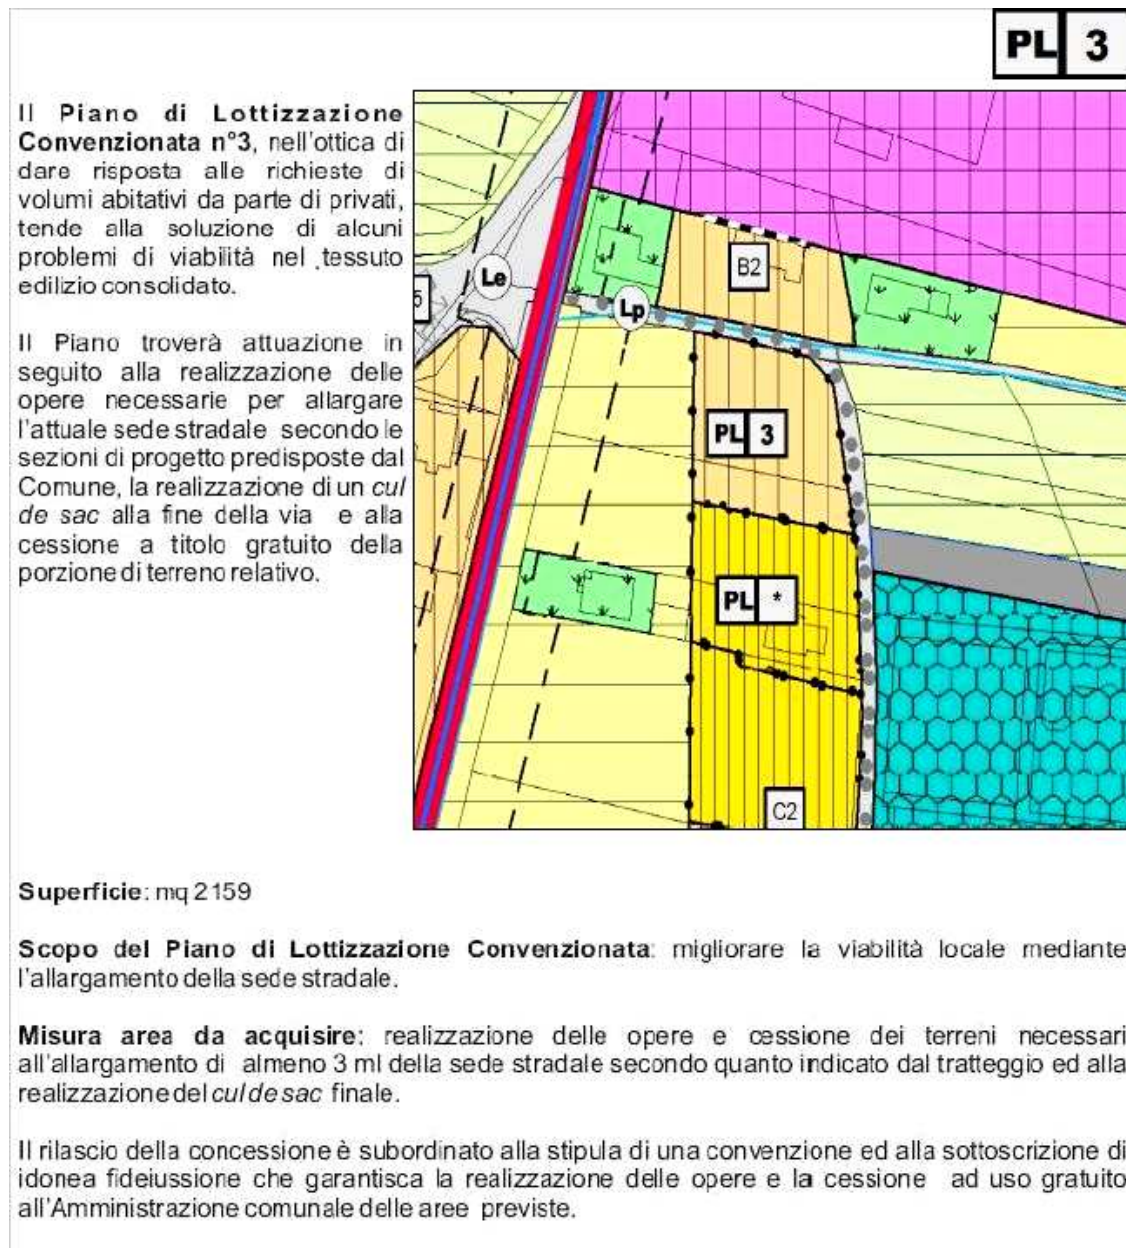 PL 3
Il Piano di Lottizzazione
Convenzionata n°3, nell'ottica di
dare risposta alle richieste di
volumi abitativi da parte di privati,
tende alla soluzione di alcuni
problemi di viabilità nel tessuto
edilizio consolidato.
Il Piano troverà attuazione in
seguito alla realizzazione delle
opere necessarie per allargare
l'attuale sede stradale secondo le
sezioni di progetto predisposte dal
Comune, la realizzazione di un cul
de sac alla fine della via e alla
cessione a titolo gratuito della
porzione di terreno relativo.
B2
Le
5
Lp
PL 3
PL *
C2
Superficie: mq 2159
Scopo del Piano di Lottizzazione Convenzionata: migliorare la viabilità locale mediante
l'allargamento della sede stradale.
Misura area da acquisire: realizzazione delle opere e cessione dei terreni necessari
all'allargamento di almeno 3 ml della sede stradale secondo quanto indicato dal tratteggio ed alla
realizzazione del cul de sac finale.
Il rilascio della concessione è subordinato alla stipula di una convenzione ed alla sottoscrizione di
idonea fideiussione che garantisca la realizzazione delle opere e la cessione ad uso gratuito
all'Amministrazione comunale delle aree previste.